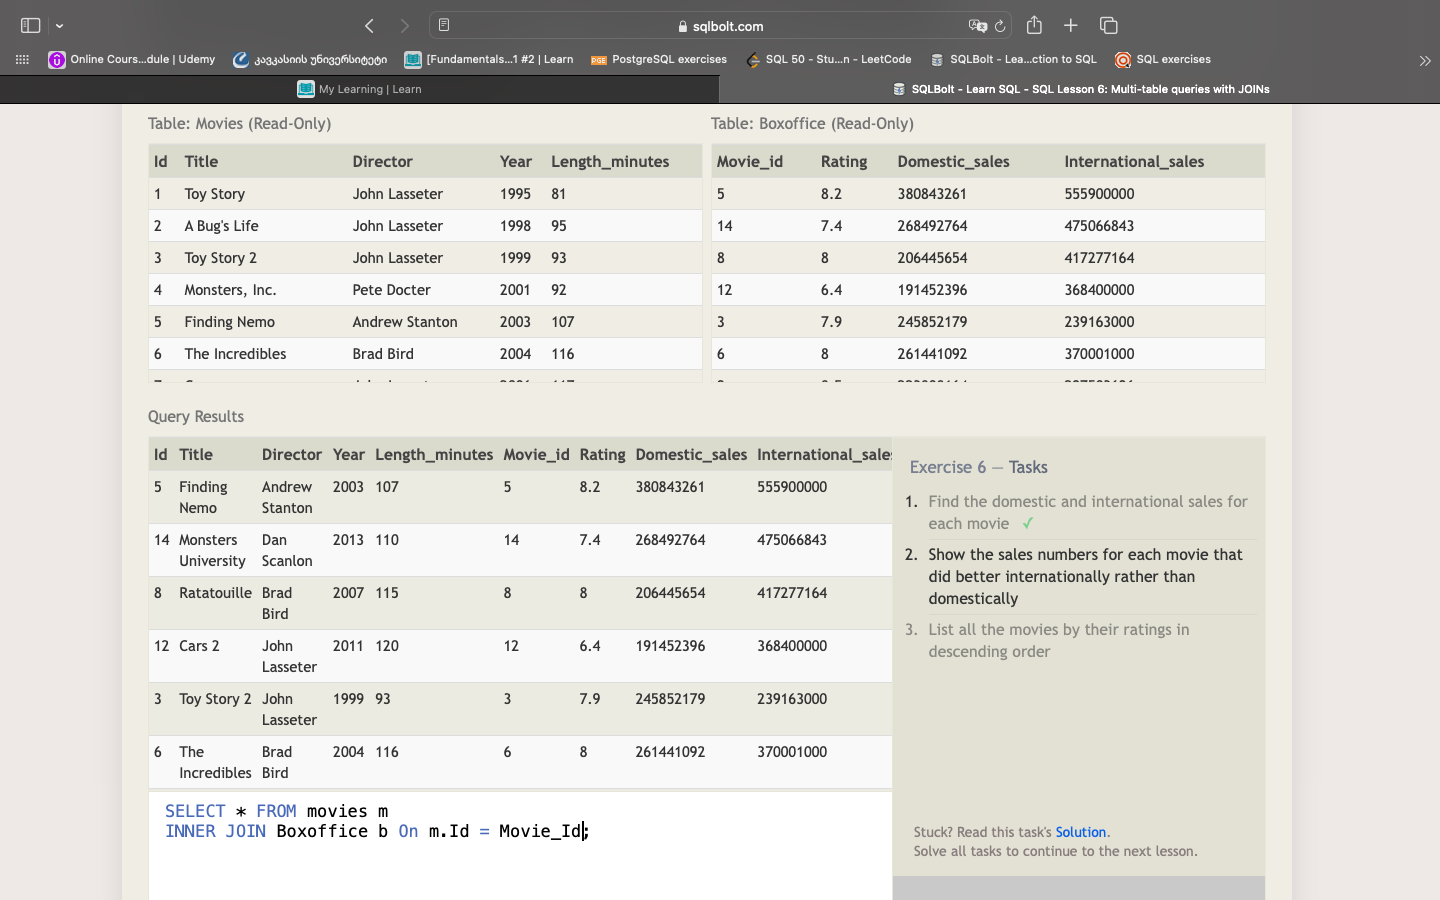 sqlbolt.com
Online Cours...dule | Udemy
კავკასიის უნივერსიტეტი
[Fundamentals...1 #2 | Learn
PGE PostgreSQL exercises
SQL 50 - Stu...n - LeetCode
SQLBolt - Lea...ction to SQL
SQL exercises
My Learning | Learn
SQLBolt - Learn SQL - SQL Lesson 6: Multi-table queries with JOINs
Table: Movies (Read-Only)
Id Title Director Year Length_minutes
1 Toy Story John Lasseter 1995 81
2 A Bug's Life John Lasseter 1998 95
3 Toy Story 2 John Lasseter 1999 93
4 Monsters, Inc. Pete Docter 2001 92
5 Finding Nemo Andrew Stanton 2003 107
6 The Incredibles Brad Bird 2004 116
Table: Boxoffice (Read-Only)
Movie_id Rating Domestic_sales International_sales
5 8.2 380843261 555900000
14 7.4 268492764 475066843
8 8 206445654 417277164
12 6.4 191452396 368400000
3 7.9 245852179 239163000
6 8 261441092 370001000
Query Results
Id Title Director Year Length_minutes Movie_id Rating Domestic_sales International_sales
5 Finding Andrew 2003 107 5 8.2 380843261 555900000
Nemo Stanton
14 Monsters Dan 2013 110 14 7.4 268492764 475066843
University Scanlon
8 Ratatouille Brad 2007 115 8 8 206445654 417277164
Bird
12 Cars 2 John 2011 120 12 6.4 191452396 368400000
Lasseter
3 Toy Story 2 John 1999 93 3 7.9 245852179 239163000
Lasseter
6 The Brad 2004 116 6 8 261441092 370001000
Incredibles Bird
SELECT * FROM movies m
INNER JOIN Boxoffice b On m.Id = Movie_Id;
Exercise 6 — Tasks
1. Find the domestic and international sales for
each movie ✓
2. Show the sales numbers for each movie that
did better internationally rather than
domestically
3. List all the movies by their ratings in
descending order
Stuck? Read this task's Solution.
Solve all tasks to continue to the next lesson.